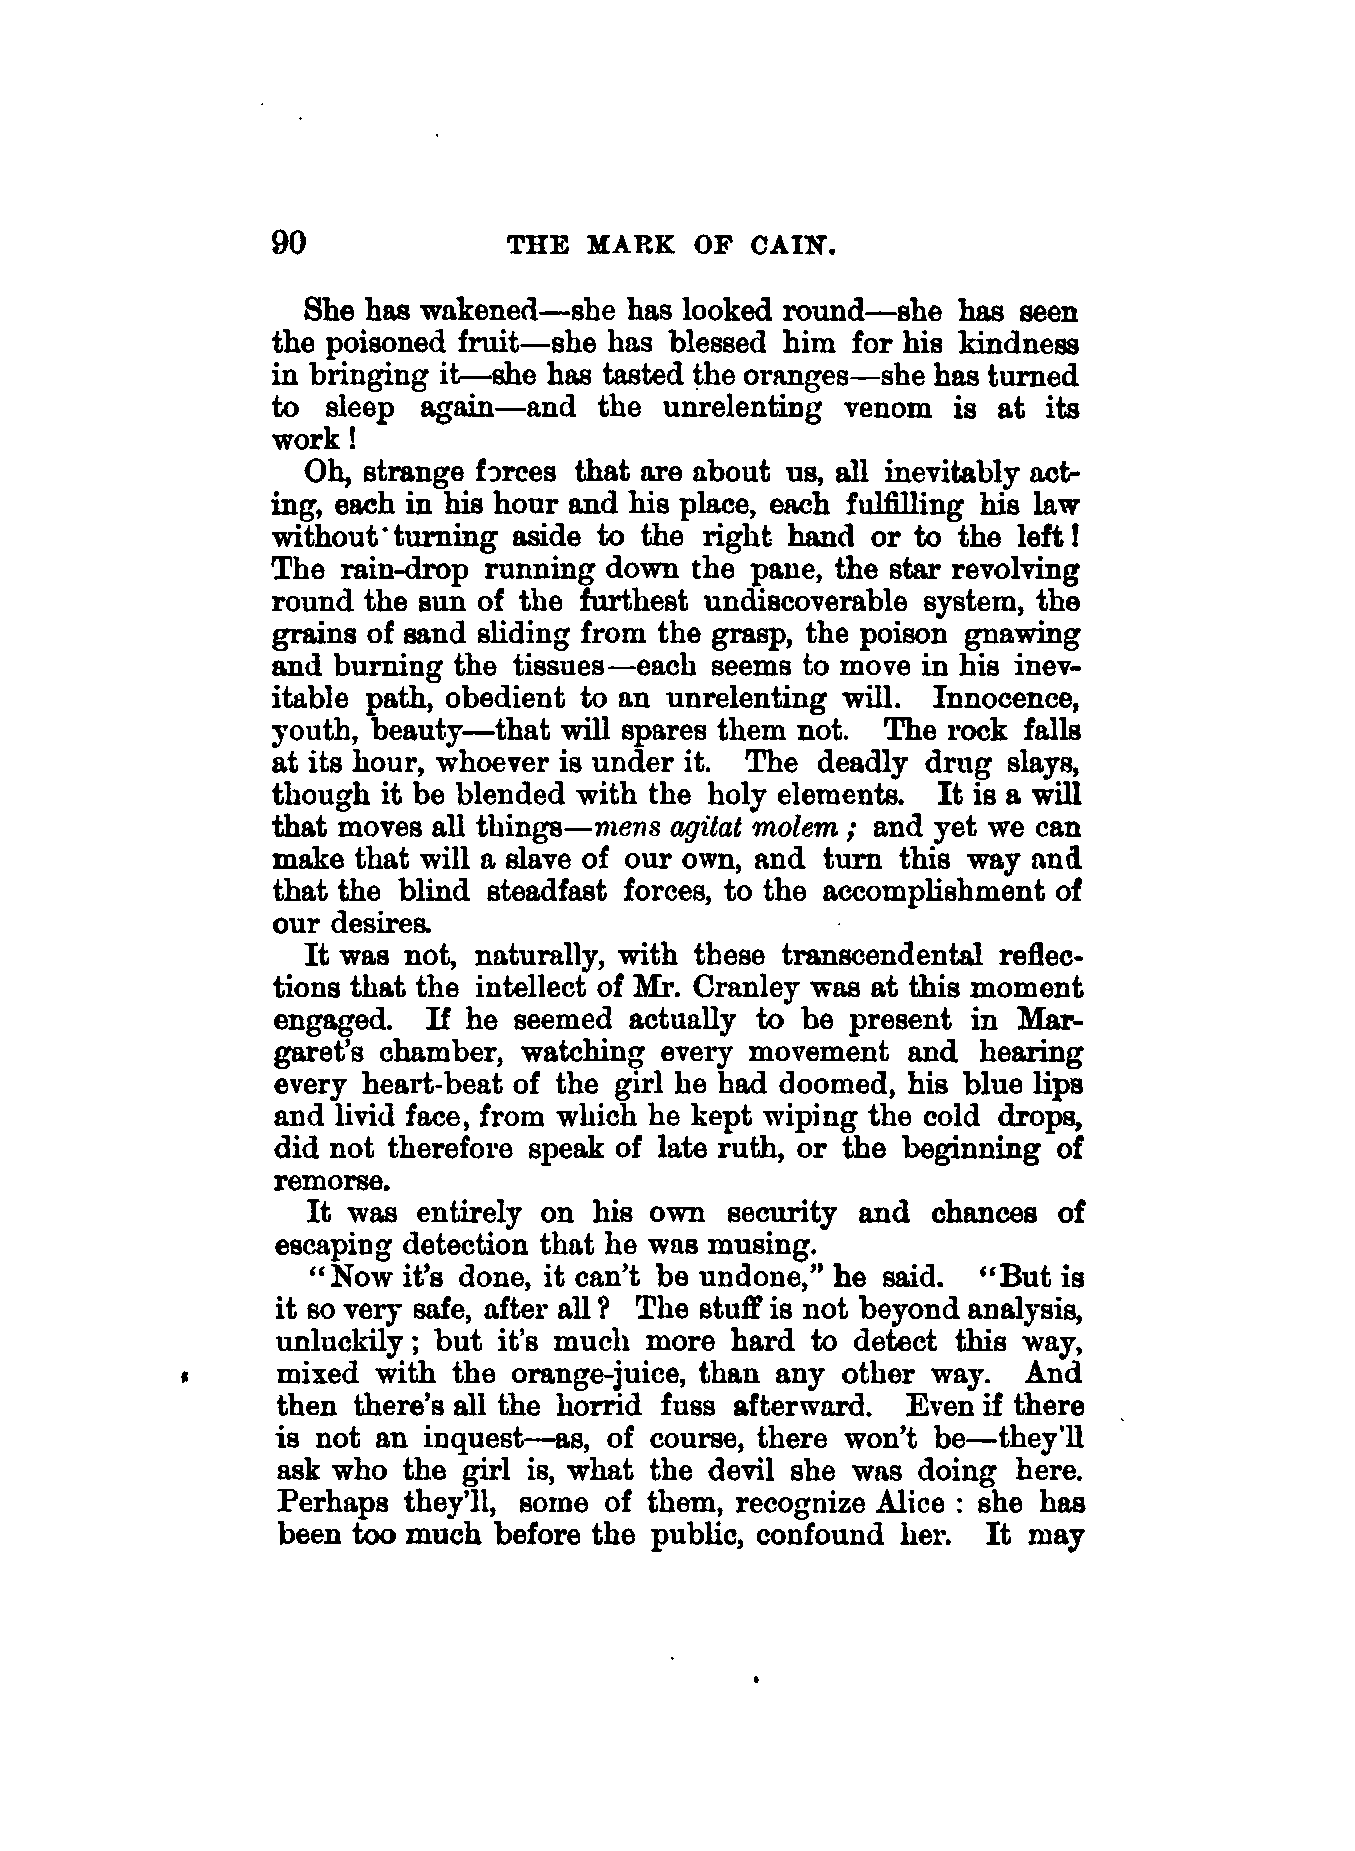 90 THE MARK OF CAIN.
She has wakened—she has looked round—she has seen
the poisoned fruit—she has blessed him for his kindness
in bringing it—she has tasted the oranges—she has turned
to sleep again—and the unrelenting venom is at its
work!
Oh, strange forces that are about us, all inevitably act-
ing, each in his hour and his place, each fulfilling his law
without turning aside to the right hand or to the left!
The rain-drop running down the pane, the star revolving
round the sun of the furthest undiscoverable system, the
grains of sand sliding from the grasp, the poison gnawing
and burning the tissues—each seems to move in his inev-
itable path, obedient to an unrelenting will. Innocence,
youth, beauty—that will spares them not. The rock falls
at its hour, whoever is under it. The deadly drug slays,
though it be blended with the holy elements. It is a will
that moves all things—mens agitat molem; and yet we can
make that will a slave of our own, and turn this way and
that the blind steadfast forces, to the accomplishment of
our desires.
It was not, naturally, with these transcendental reflec-
tions that the intellect of Mr. Cranley was at this moment
engaged. If he seemed actually to be present in Mar-
garet's chamber, watching every movement and hearing
every heart-beat of the girl he had doomed, his blue lips
and livid face, from which he kept wiping the cold drops,
did not therefore speak of late ruth, or the beginning of
remorse.
It was entirely on his own security and chances of
escaping detection that he was musing.
"Now it's done, it can't be undone," he said. "But is
it so very safe, after all? The stuff is not beyond analysis,
unluckily; but it's much more hard to detect this way,
mixed with the orange-juice, than any other way. And
then there's all the horrid fuss afterward. Even if there
is not an inquest—as, of course, there won't be—they'll
ask who the girl is, what the devil she was doing here.
Perhaps they'll, some of them, recognize Alice: she has
been too much before the public, confound her. It may